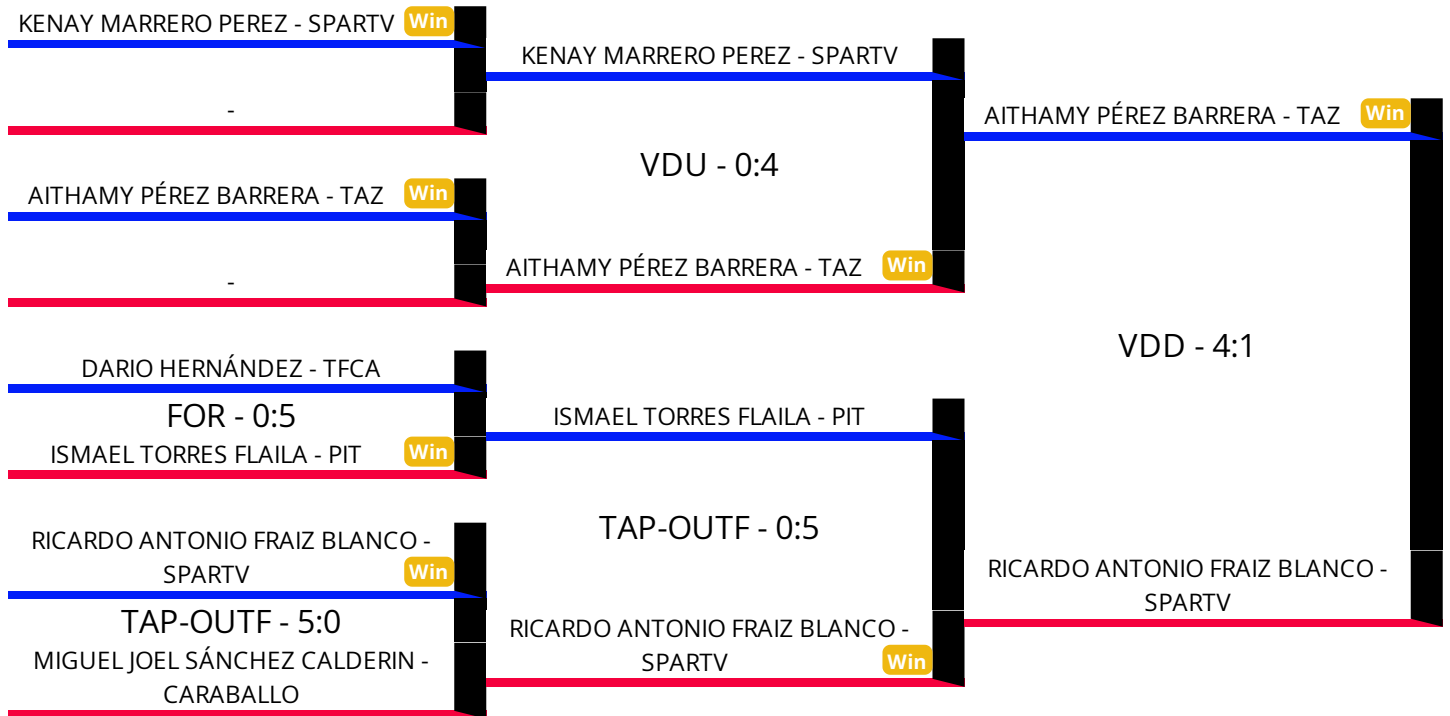 KENAY MARRERO PEREZ - SPARTV Win
-
AITHAMY PÉREZ BARRERA - TAZ Win
-
DARIO HERNÁNDEZ - TFCA
FOR - 0:5
ISMAEL TORRES FLAILA - PIT Win
RICARDO ANTONIO FRAIZ BLANCO -
SPARTV Win
TAP-OUTF - 5:0
MIGUEL JOEL SÁNCHEZ CALDERIN -
CARABALLO
KENAY MARRERO PEREZ - SPARTV
VDU - 0:4
AITHAMY PÉREZ BARRERA - TAZ Win
ISMAEL TORRES FLAILA - PIT
TAP-OUTF - 0:5
RICARDO ANTONIO FRAIZ BLANCO -
SPARTV Win
AITHAMY PÉREZ BARRERA - TAZ Win
VDD - 4:1
RICARDO ANTONIO FRAIZ BLANCO -
SPARTV